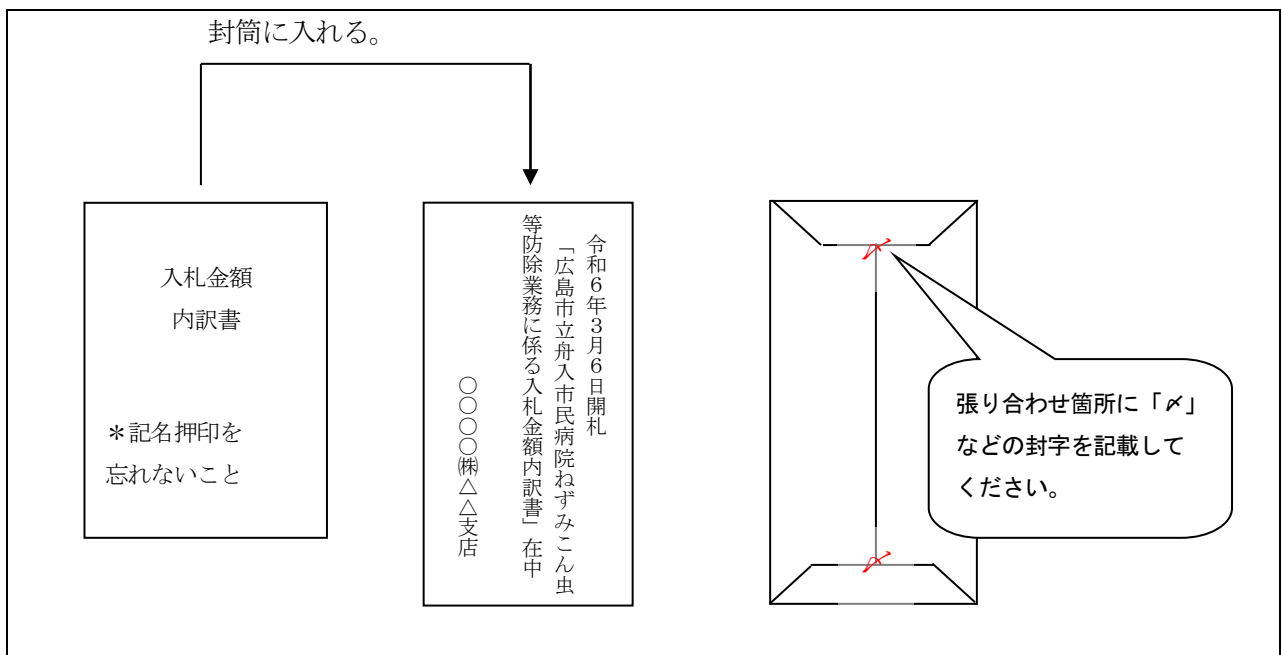 封筒に入れる。
入札金額
内訳書
＊記名押印を
忘れないこと
令和６年３月６日開札
「広島市立舟入市民病院ねずみこん虫
等防除業務に係る入札金額内訳書」在中
○○○○○㈱△△支店
〆
〆
張り合わせ箇所に「〆」
などの封字を記載して
ください。